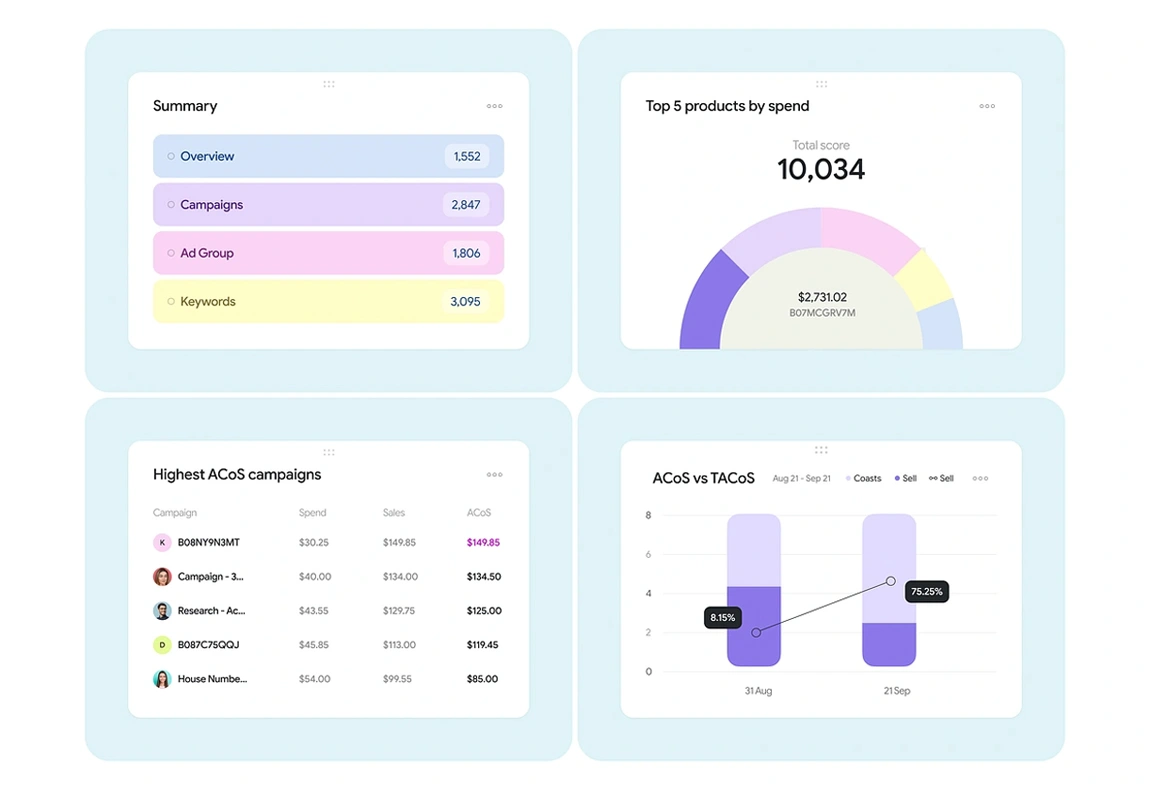 Summary
Overview 1,552
Campaigns 2,847
Ad Group 1,806
Keywords 3,095
Top 5 products by spend
Total score
10,034
$2,731.02
B07MCGRV7M
Highest ACoS campaigns
Campaign Spend Sales ACoS
K B08NY9N3MT $30.25 $149.85 $149.85
Campaign - 3... $40.00 $134.00 $134.50
Research - Ac... $43.55 $129.75 $125.00
D B087C75QQJ $45.85 $113.00 $119.45
House Numbe... $54.00 $99.55 $85.00
ACoS vs TACoS Aug 21 - Sep 21 Coasts Sell Sell
8
6
4
2
0
8.15%
75.25%
31 Aug 21 Sep